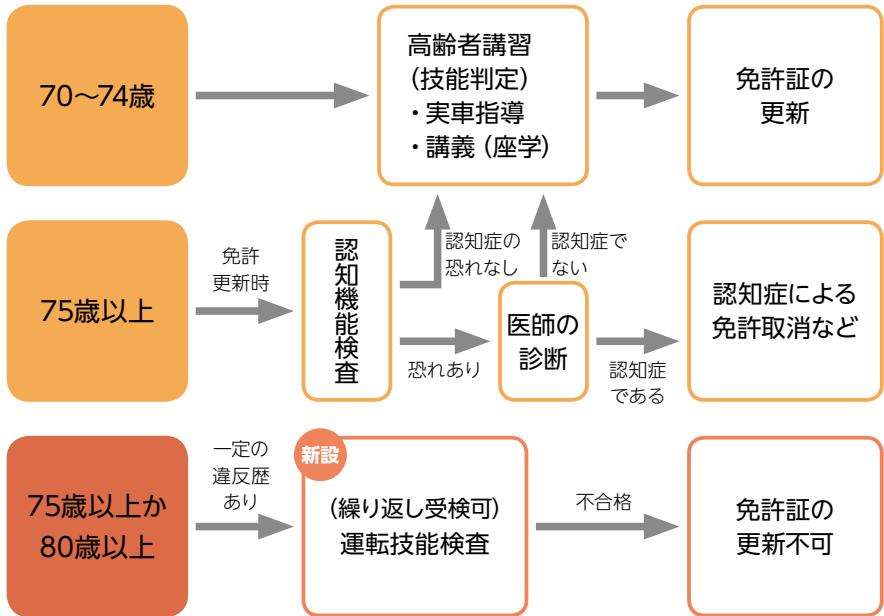 70〜74歳
高齢者講習
（技能判定）
・実車指導
・講義（座学）
免許証の
更新
75歳以上
免許
更新時
認知機能検査
認知症の
恐れなし
恐れあり
医師の
診断
認知症で
ない
認知症
である
認知症による
免許取消など
75歳以上か
80歳以上
一定の
違反歴
あり
新設
（繰り返し受検可）
運転技能検査
不合格
免許証の
更新不可